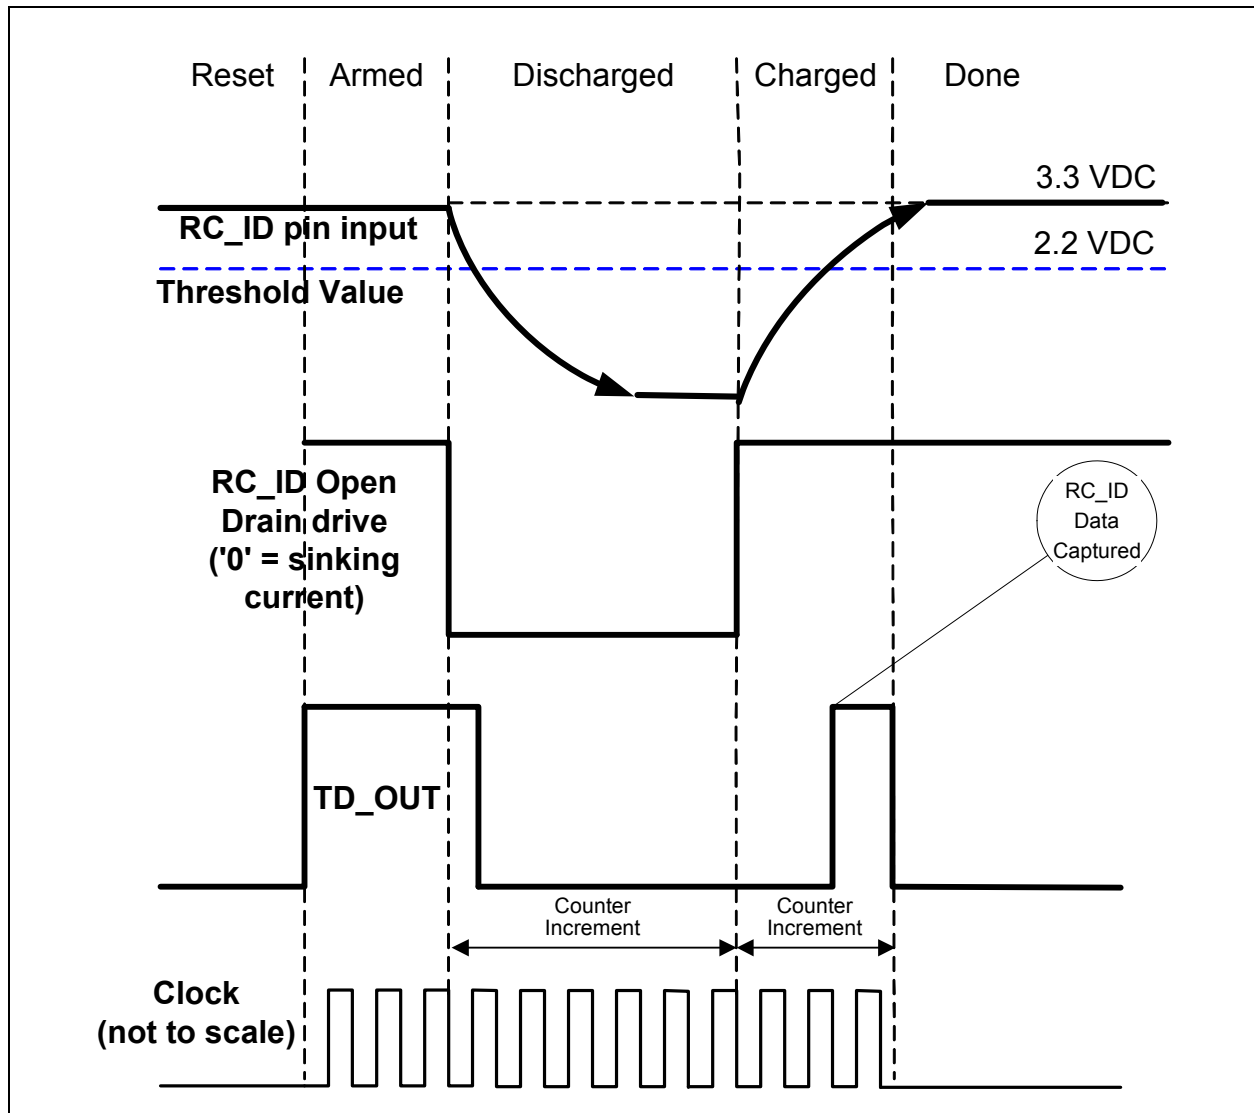 Reset Armed Discharged Charged Done
3.3 VDC
RC_ID pin input
2.2 VDC
Threshold Value
RC_ID Open
Drain drive
('0' = sinking
current)
RC_ID
Data
Captured
TD_OUT
Counter
Increment
Counter
Increment
Clock
(not to scale)